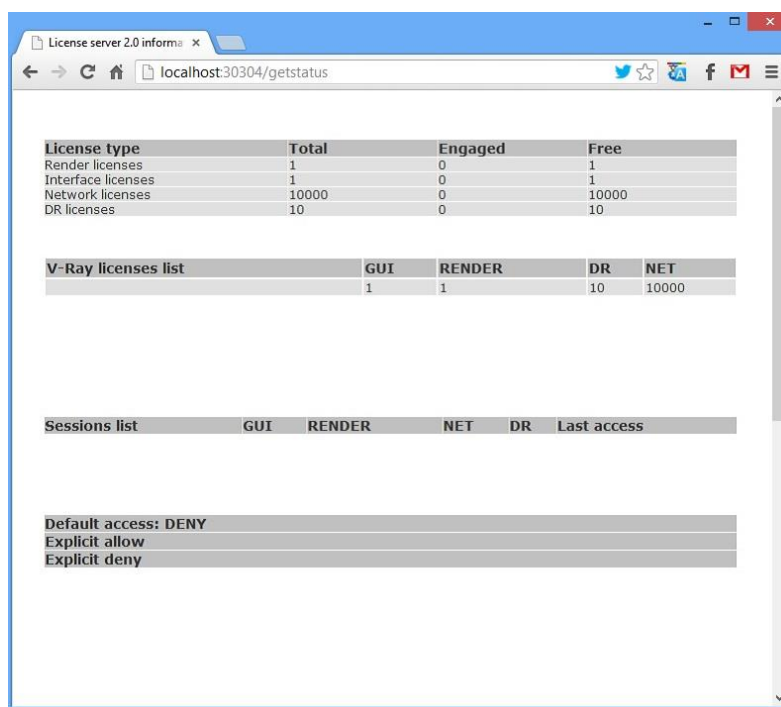 License server 2.0 informa
localhost:30304/getstatus
License type Total Engaged Free
Render licenses 1 0 1
Interface licenses 1 0 1
Network licenses 10000 0 10000
DR licenses 10 0 10
V-Ray licenses list GUI RENDER DR NET
1 1 10 10000
Sessions list GUI RENDER NET DR Last access
Default access: DENY
Explicit allow
Explicit deny